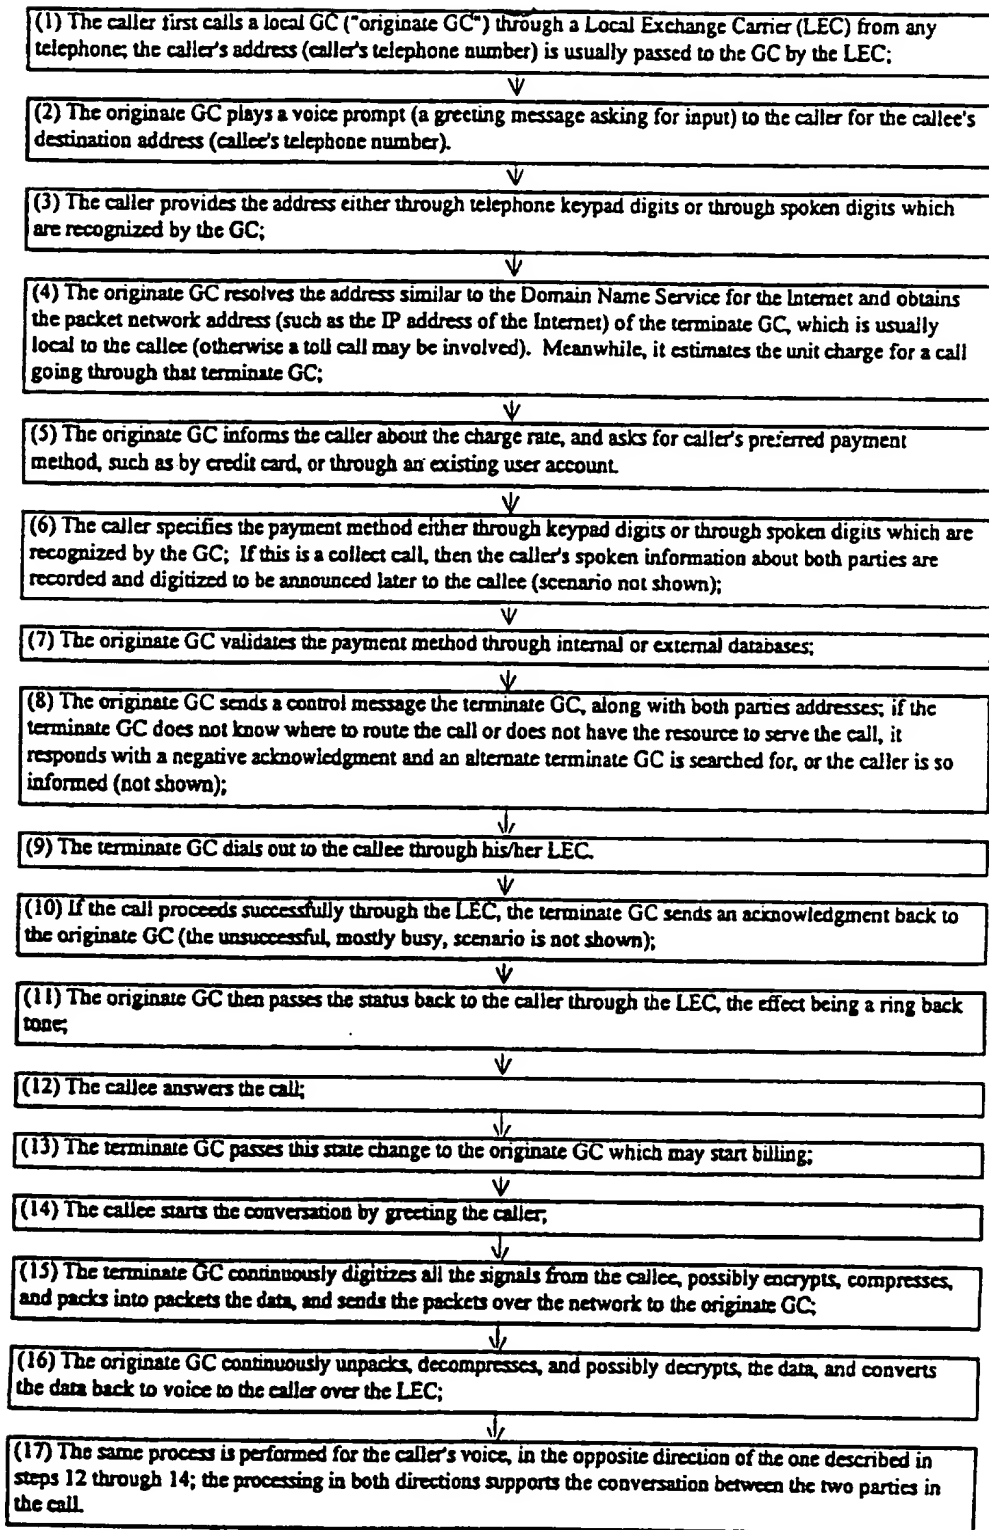 (1) The caller first calls a local GC ("originate GC") through a Local Exchange Carrier (LEC) from any
telephone; the caller's address (caller's telephone number) is usually passed to the GC by the LEC;
(2) The originate GC plays a voice prompt (a greeting message asking for input) to the caller for the callee's
destination address (callee's telephone number).
(3) The caller provides the address either through telephone keypad digits or through spoken digits which
are recognized by the GC;
(4) The originate GC resolves the address similar to the Domain Name Service for the Internet and obtains
the packet network address (such as the IP address of the Internet) of the terminate GC, which is usually
local to the callee (otherwise a toll call may be involved). Meanwhile, it estimates the unit charge for a call
going through that terminate GC;
(5) The originate GC informs the caller about the charge rate, and asks for caller's preferred payment
method, such as by credit card, or through an existing user account.
(6) The caller specifies the payment method either through keypad digits or through spoken digits which are
recognized by the GC; If this is a collect call, then the caller's spoken information about both parties are
recorded and digitized to be announced later to the callee (scenario not shown);
(7) The originate GC validates the payment method through internal or external databases;
(8) The originate GC sends a control message the terminate GC, along with both parties addresses; if the
terminate GC does not know where to route the call or does not have the resource to serve the call, it
responds with a negative acknowledgment and an alternate terminate GC is searched for, or the caller is so
informed (not shown);
(9) The terminate GC dials out to the callee through his/her LEC.
(10) If the call proceeds successfully through the LEC, the terminate GC sends an acknowledgment back to
the originate GC (the unsuccessful, mostly busy, scenario is not shown);
(11) The originate GC then passes the status back to the caller through the LEC, the effect being a ring back
tone;
(12) The callee answers the call;
(13) The terminate GC passes this state change to the originate GC which may start billing;
(14) The callee starts the conversation by greeting the caller;
(15) The terminate GC continuously digitizes all the signals from the callee, possibly encrypts, compresses,
and packs into packets the data, and sends the packets over the network to the originate GC;
(16) The originate GC continuously unpacks, decompresses, and possibly decrypts, the data, and converts
the data back to voice to the caller over the LEC;
(17) The same process is performed for the caller's voice, in the opposite direction of the one described in
steps 12 through 14; the processing in both directions supports the conversation between the two parties in
the call.